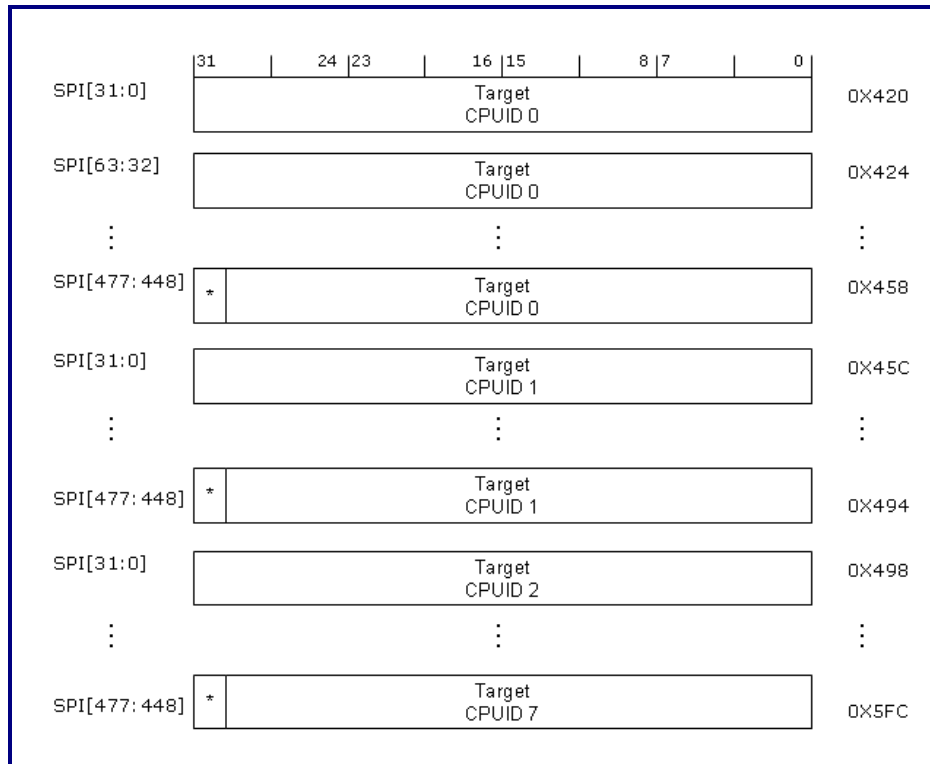 31 24 23 16 15 8 7 0
SPI[31:0] Target CPUID 0 0X420
SPI[63:32] Target CPUID 0 0X424
⋮ ⋮ ⋮
SPI[477:448] * Target CPUID 0 0X458
SPI[31:0] Target CPUID 1 0X45C
⋮ ⋮ ⋮
SPI[477:448] * Target CPUID 1 0X494
SPI[31:0] Target CPUID 2 0X498
⋮ ⋮ ⋮
SPI[477:448] * Target CPUID 7 0X5FC